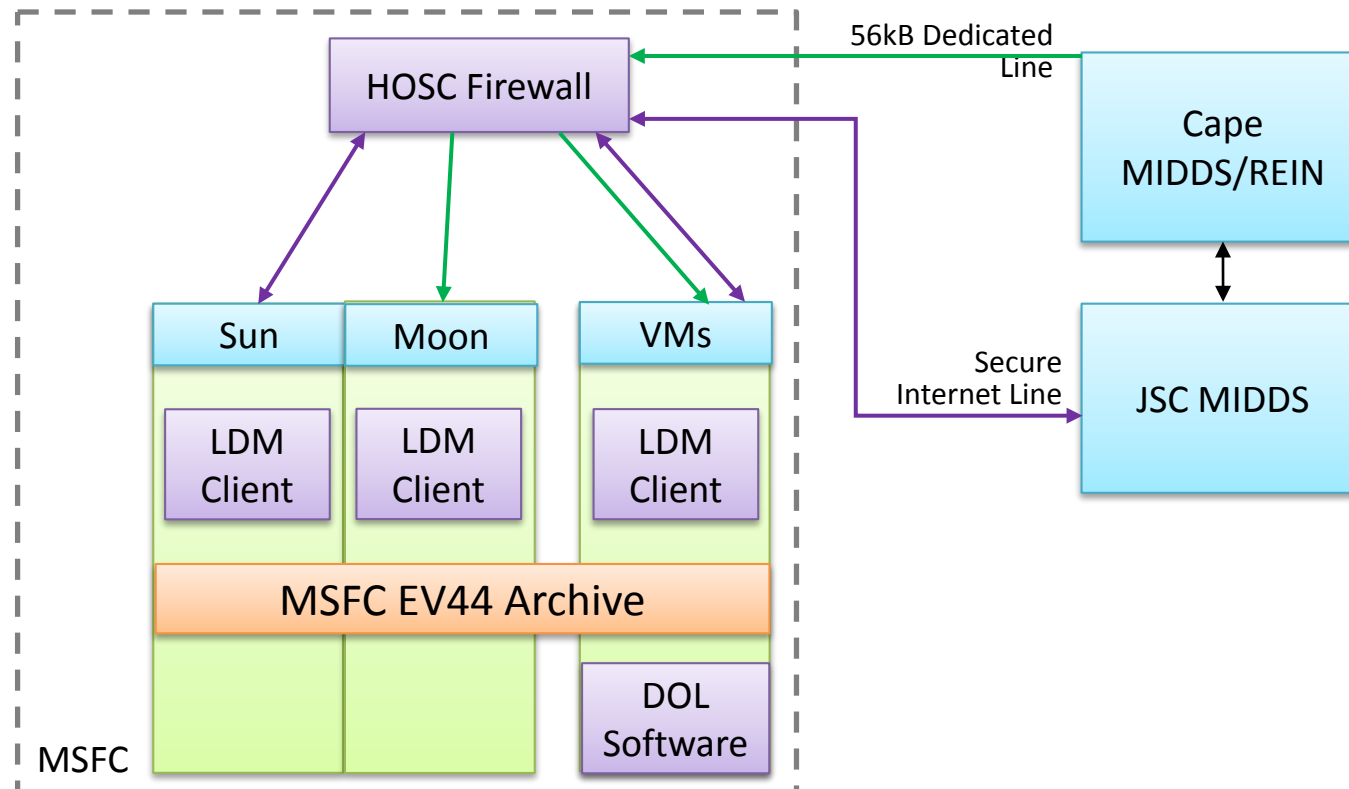 56kB Dedicated
Line
HOSC Firewall
Cape
MIDDS/REIN
Sun
Moon
VMs
Secure
Internet Line
JSC MIDDS
LDM
Client
LDM
Client
LDM
Client
MSFC EV44 Archive
DOL
Software
MSFC